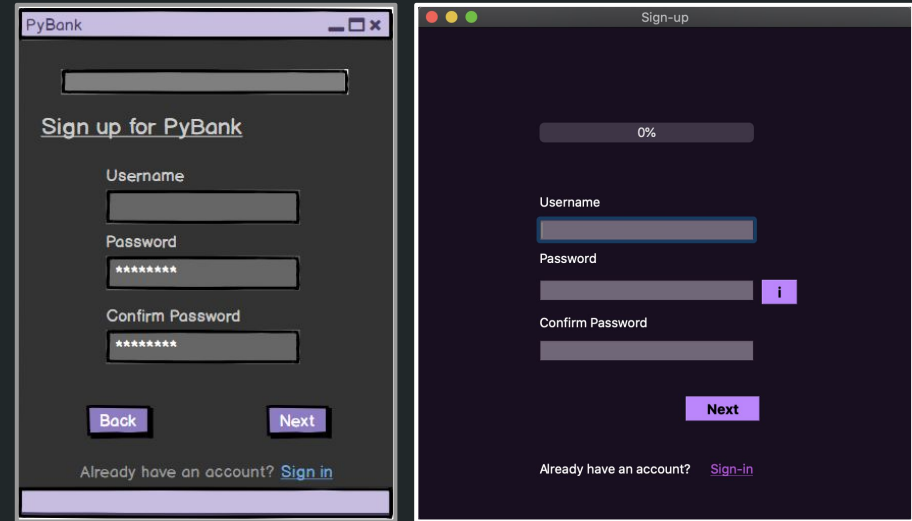 PyBank
Sign up for PyBank
Username
Password
********
Confirm Password
********
Back Next
Already have an account? Sign in
Sign-up
0%
Username
Password
i
Confirm Password
Next
Already have an account? Sign-in